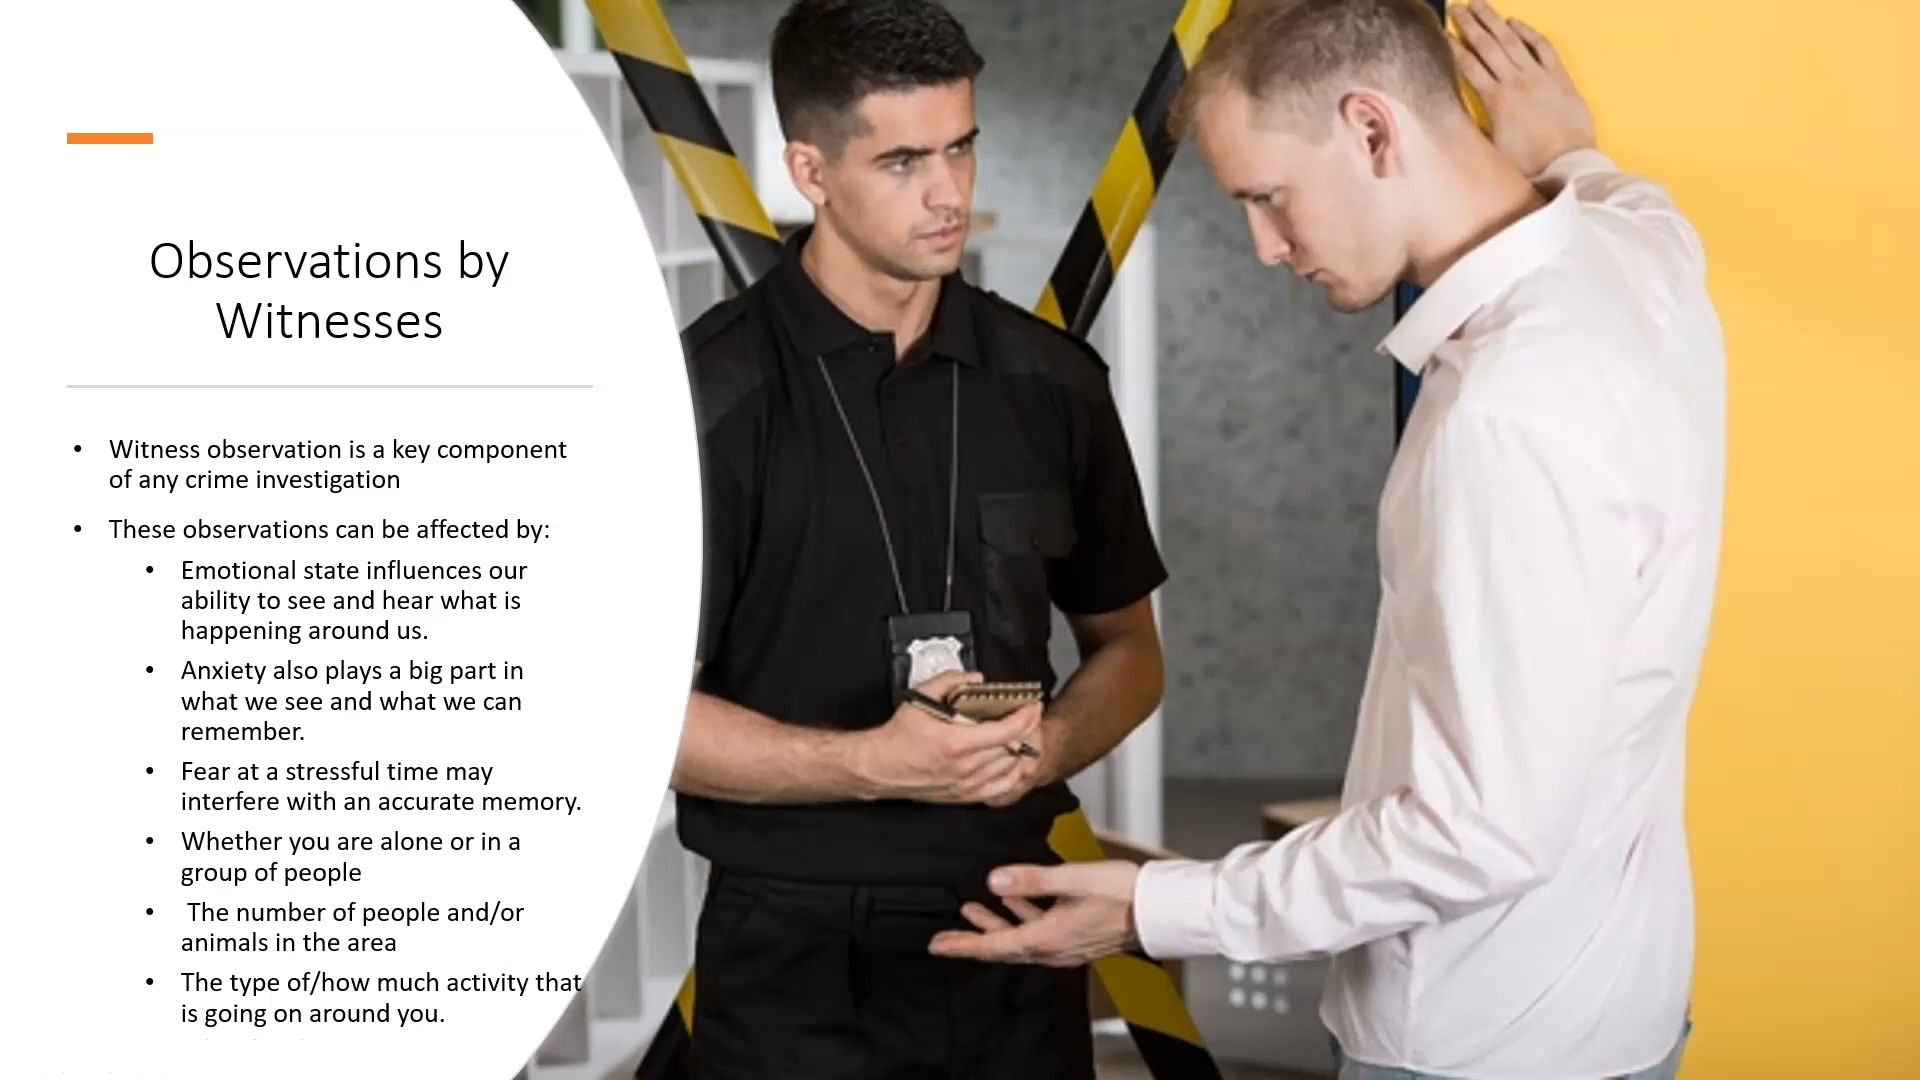 Observations by
Witnesses
• Witness observation is a key component
of any crime investigation
• These observations can be affected by:
• Emotional state influences our
ability to see and hear what is
happening around us.
• Anxiety also plays a big part in
what we see and what we can
remember.
• Fear at a stressful time may
interfere with an accurate memory.
• Whether you are alone or in a
group of people
• The number of people and/or
animals in the area
• The type of/how much activity that
is going on around you.